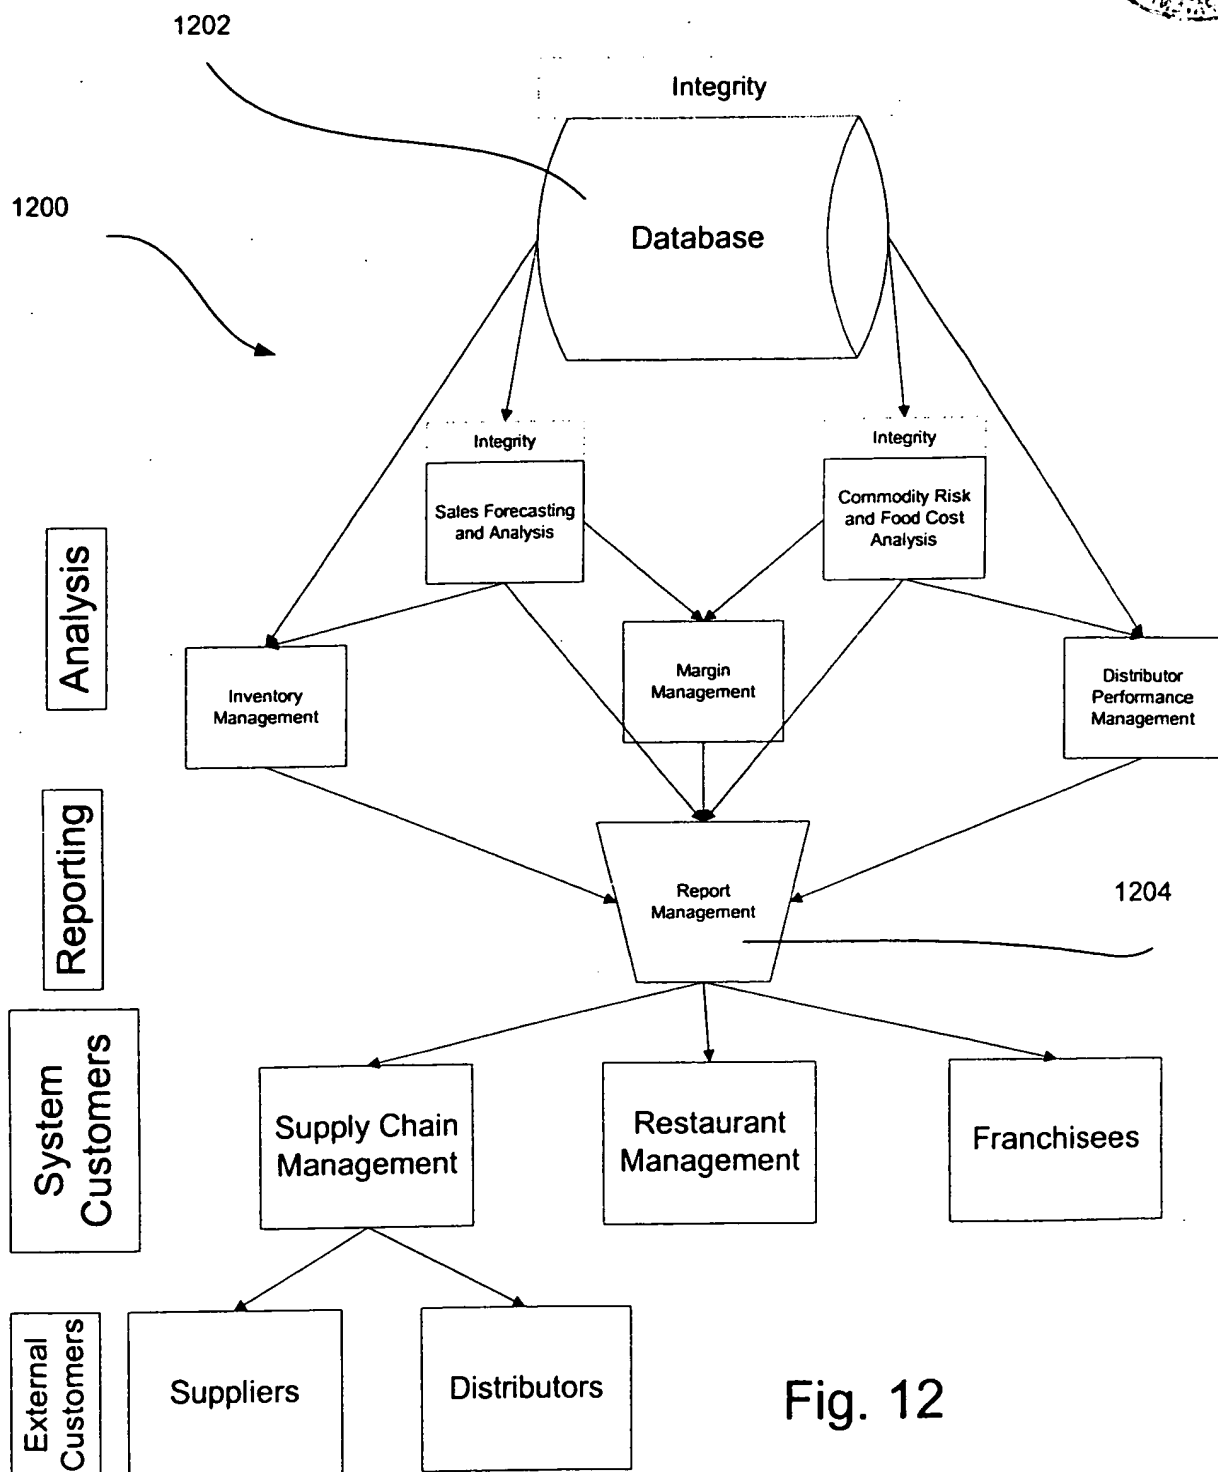 1202
Integrity
1200
Database
Integrity
Integrity
Sales Forecasting
and Analysis
Commodity Risk
and Food Cost
Analysis
Analysis
Inventory
Management
Margin
Management
Distributor
Performance
Management
Reporting
Report
Management
1204
System
Customers
Supply Chain
Management
Restaurant
Management
Franchisees
External
Customers
Suppliers
Distributors
Fig. 12